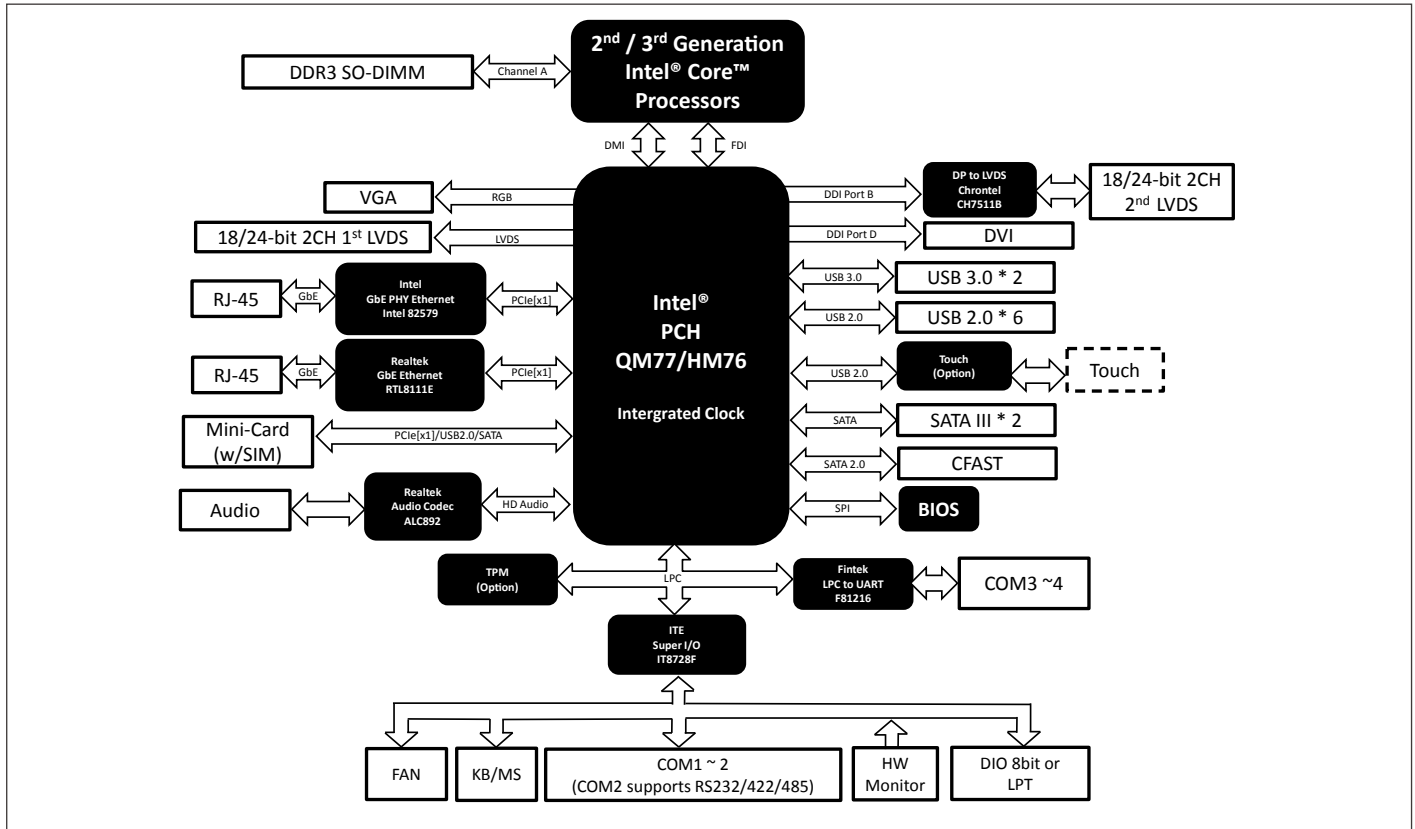 2nd / 3rd Generation
Intel® Core™
Processors
DDR3 SO-DIMM
Channel A
DMI
FDI
VGA
RGB
18/24-bit 2CH 1st LVDS
LVDS
RJ-45
GbE
Intel
GbE PHY Ethernet
Intel 82579
PCIe[x1]
RJ-45
GbE
Realtek
GbE Ethernet
RTL8111E
PCIe[x1]
Mini-Card
(w/SIM)
PCIe[x1]/USB2.0/SATA
Audio
Realtek
Audio Codec
ALC892
HD Audio
Intel®
PCH
QM77/HM76
Intergrated Clock
DDI Port B
DP to LVDS
Chrontel
CH7511B
18/24-bit 2CH
2nd LVDS
DDI Port D
DVI
USB 3.0
USB 3.0 * 2
USB 2.0
USB 2.0 * 6
USB 2.0
Touch
(Option)
Touch
SATA
SATA III * 2
SATA 2.0
CFAST
SPI
BIOS
TPM
(Option)
LPC
Fintek
LPC to UART
F81216
COM3 ~4
ITE
Super I/O
IT8728F
FAN
KB/MS
COM1 ~ 2
(COM2 supports RS232/422/485)
HW
Monitor
DIO 8bit or
LPT